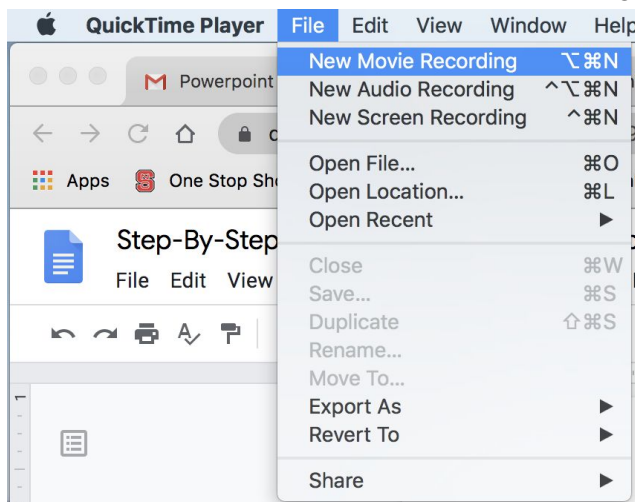 QuickTime Player File Edit View Window Help
New Movie Recording ⌥⌘N
Powerpoint
New Audio Recording ^⌥⌘N
New Screen Recording ^⌘N
Apps One Stop Sh
Open File... ⌘O
Open Location... ⌘L
Open Recent ▶
Step-By-Step
File Edit View
Close ⌘W
Save... ⌘S
Duplicate ⇧⌘S
Rename...
Move To...
Export As ▶
Revert To ▶
Share ▶
1